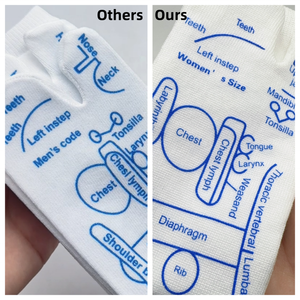 Others
Ours
Nose
Neck
Teeth
Teeth
Left instep
Men's code
Tonsilla
Larynx
Chest lymph
Chest
Shoulder
Teeth
Teeth
Left instep
Women's Size
Labyrinth
Mandible
Tonsilla
Chest
Chest lymph
Tongue
Larynx
Weasand
Thoracic vertebral
Lumbar
Diaphragm
Rib